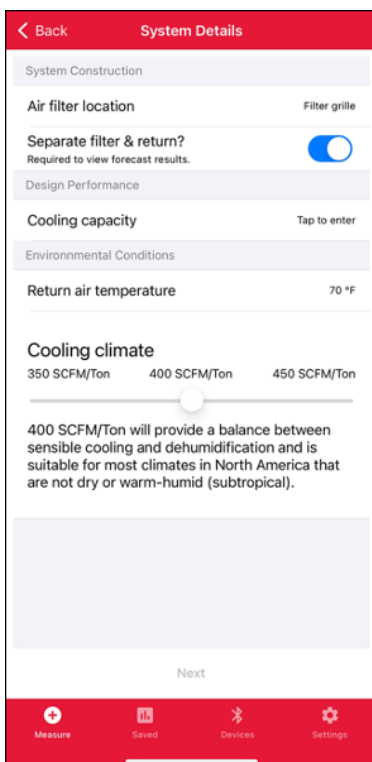 Back
System Details
System Construction
Air filter location
Filter grille
Separate filter & return?
Required to view forecast results.
Design Performance
Cooling capacity
Tap to enter
Environnmental Conditions
Return air temperature
70 °F
Cooling climate
350 SCFM/Ton 400 SCFM/Ton 450 SCFM/Ton
400 SCFM/Ton will provide a balance between
sensible cooling and dehumidification and is
suitable for most climates in North America that
are not dry or warm-humid (subtropical).
Next
Measure Saved Devices Settings